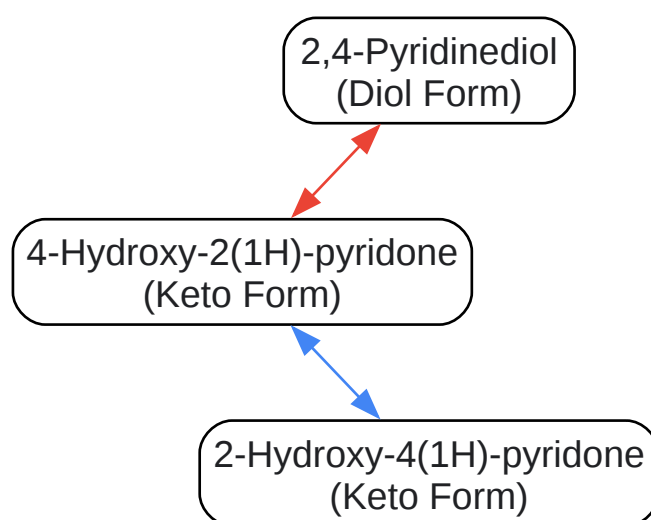 2,4-Pyridinediol
(Diol Form)
4-Hydroxy-2(1H)-pyridone
(Keto Form)
2-Hydroxy-4(1H)-pyridone
(Keto Form)